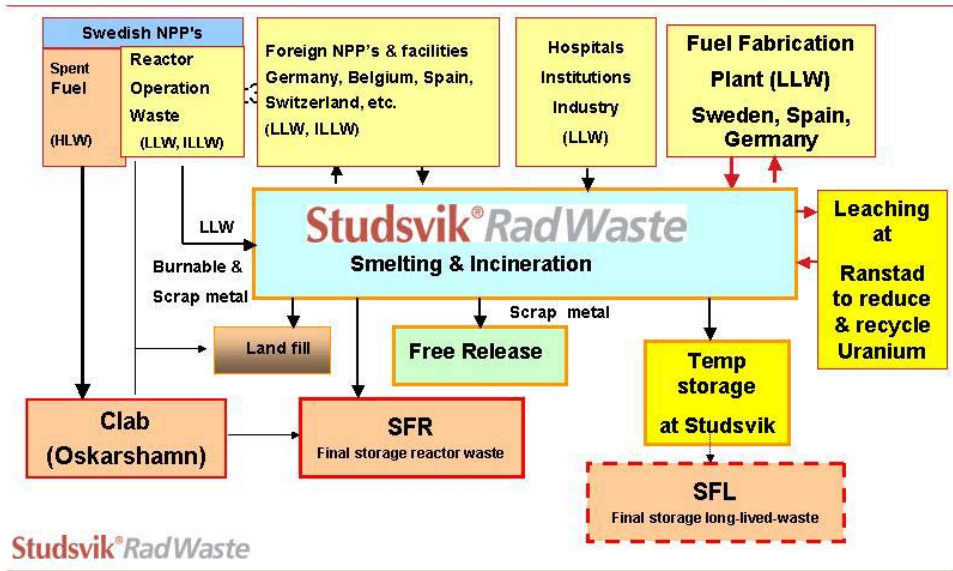 Swedish NPP's
Spent
Fuel
(HLW)
Reactor
Operation
Waste
(LLW, ILLW)
Foreign NPP's & facilities
Germany, Belgium, Spain,
Switzerland, etc.
(LLW, ILLW)
Hospitals
Institutions
Industry
(LLW)
Fuel Fabrication
Plant (LLW)
Sweden, Spain,
Germany
LLW
Burnable &
Scrap metal
Studsvik® RadWaste
Smelting & Incineration
Leaching
at
Ranstad
to reduce
& recycle
Uranium
Scrap metal
Land fill
Free Release
Temp
storage
at Studsvik
Clab
(Oskarshamn)
SFR
Final storage reactor waste
SFL
Final storage long-lived-waste
Studsvik® RadWaste